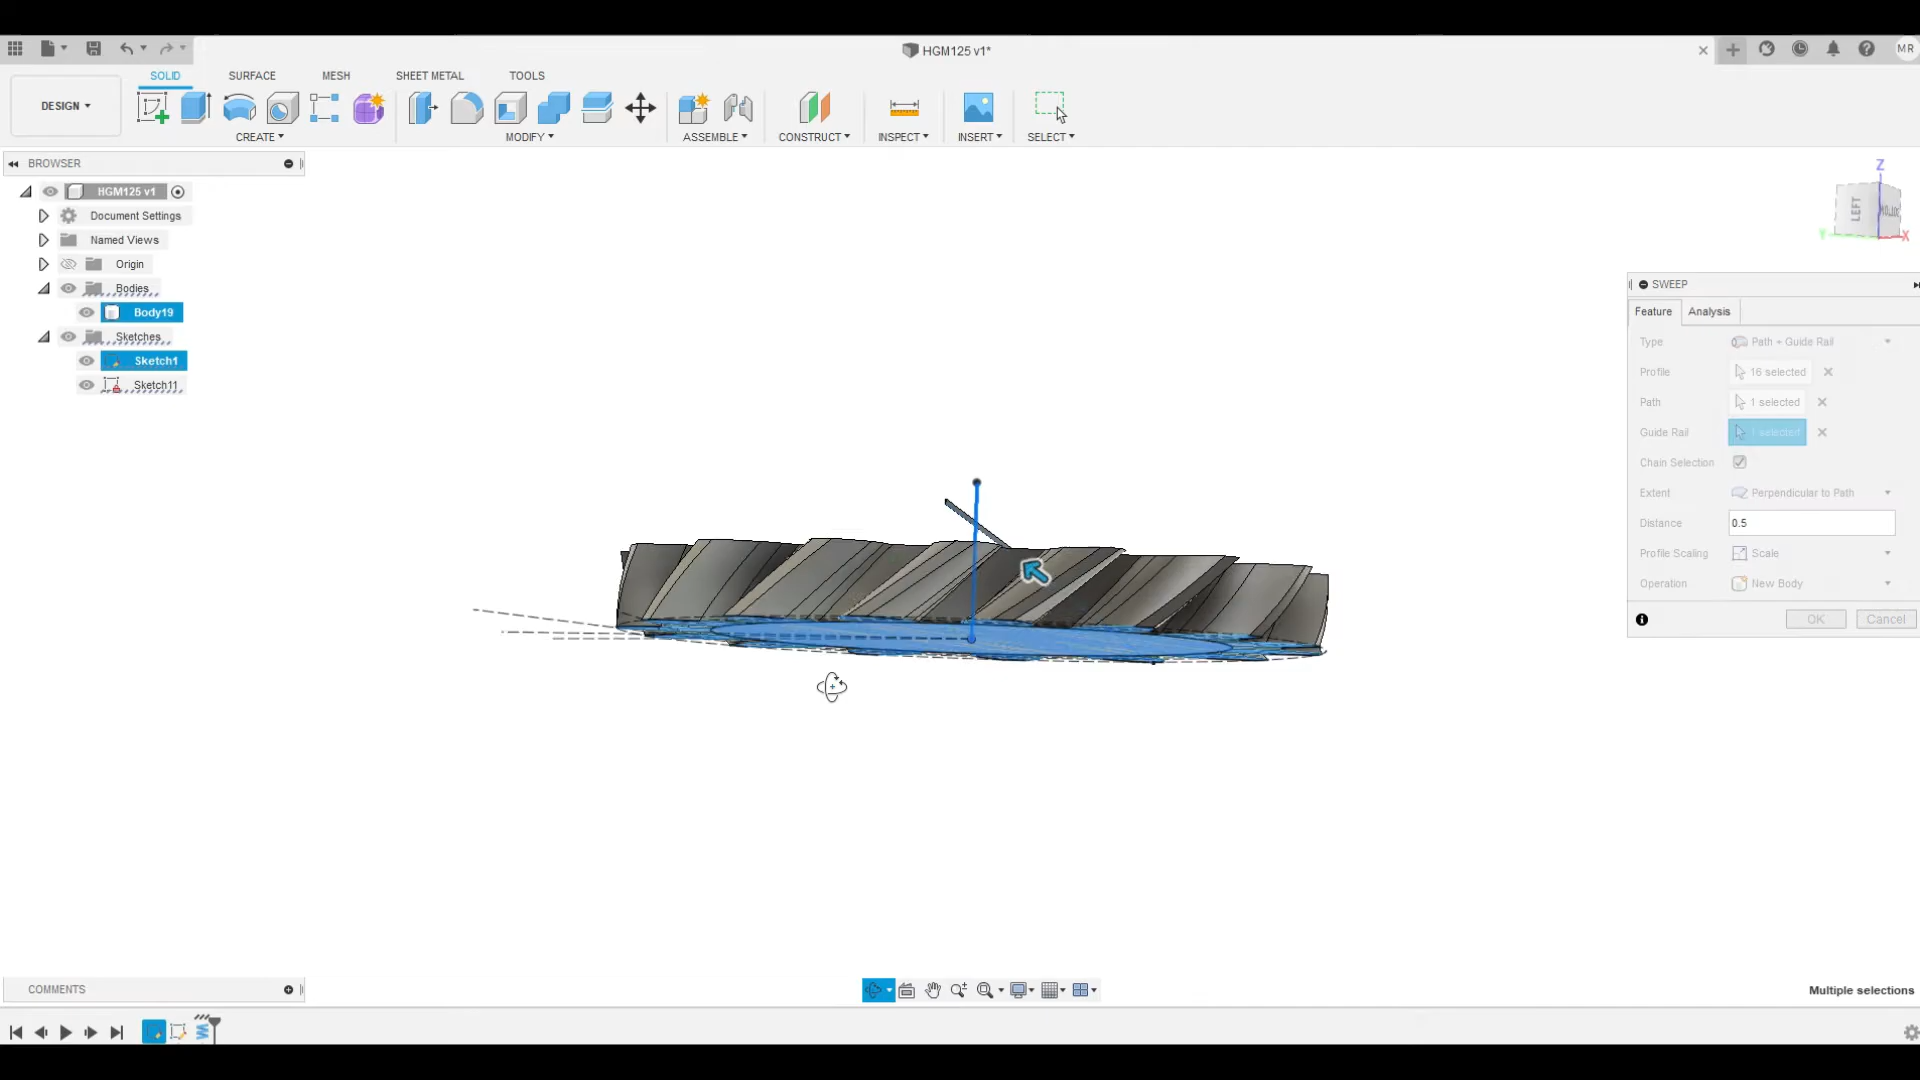 HGM125 v1*
MR
SOLID
SURFACE
MESH
SHEET METAL
TOOLS
DESIGN
CREATE
MODIFY
ASSEMBLE
CONSTRUCT
INSPECT
INSERT
SELECT
BROWSER
HGM125 v1
Document Settings
Named Views
Origin
Bodies
Body19
Sketches
Sketch1
Sketch11
Z
LEFT
Y
X
SWEEP
Feature
Analysis
Type
Path + Guide Rail
Profile
16 selected
Path
1 selected
Guide Rail
1 selected
Chain Selection
Extent
Perpendicular to Path
Distance
0.5
Profile Scaling
Scale
Operation
New Body
OK
Cancel
COMMENTS
Multiple selections